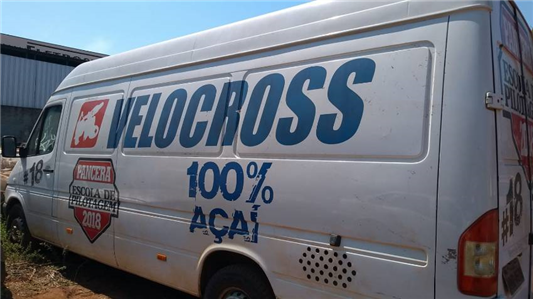 VELOCROSS
100%
AÇAÍ
#18
PANCERA
ESCOLA DE
PILOTAGEM
2018
#18